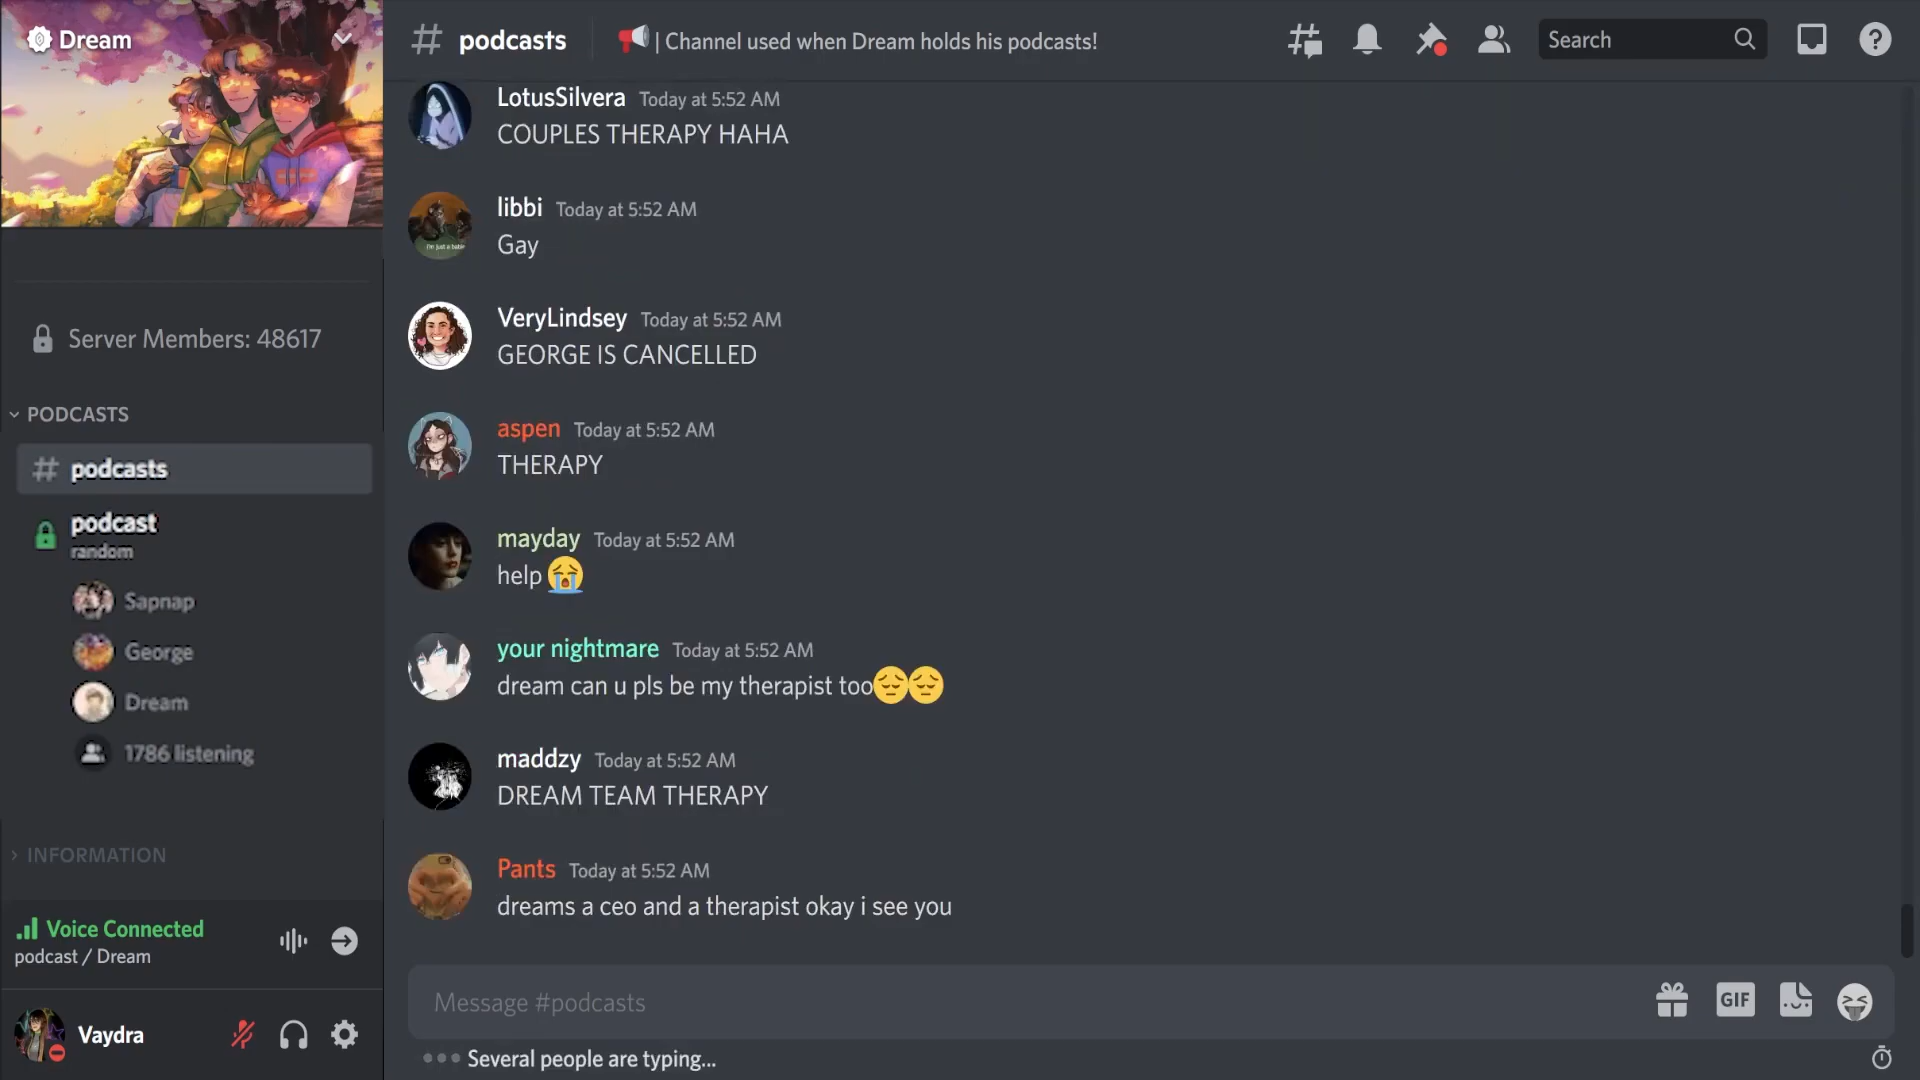 Dream
Server Members: 48617
PODCASTS
podcasts
podcast
random
Sapnap
George
Dream
1786 listening
INFORMATION
Voice Connected
podcast / Dream
Vaydra
podcasts
| Channel used when Dream holds his podcasts!
Search
LotusSilvera Today at 5:52 AM
COUPLES THERAPY HAHA
libbi Today at 5:52 AM
Gay
VeryLindsey Today at 5:52 AM
GEORGE IS CANCELLED
aspen Today at 5:52 AM
THERAPY
mayday Today at 5:52 AM
help 😭
your nightmare Today at 5:52 AM
dream can u pls be my therapist too😔😔
maddzy Today at 5:52 AM
DREAM TEAM THERAPY
Pants Today at 5:52 AM
dreams a ceo and a therapist okay i see you
Message #podcasts
GIF
Several people are typing...